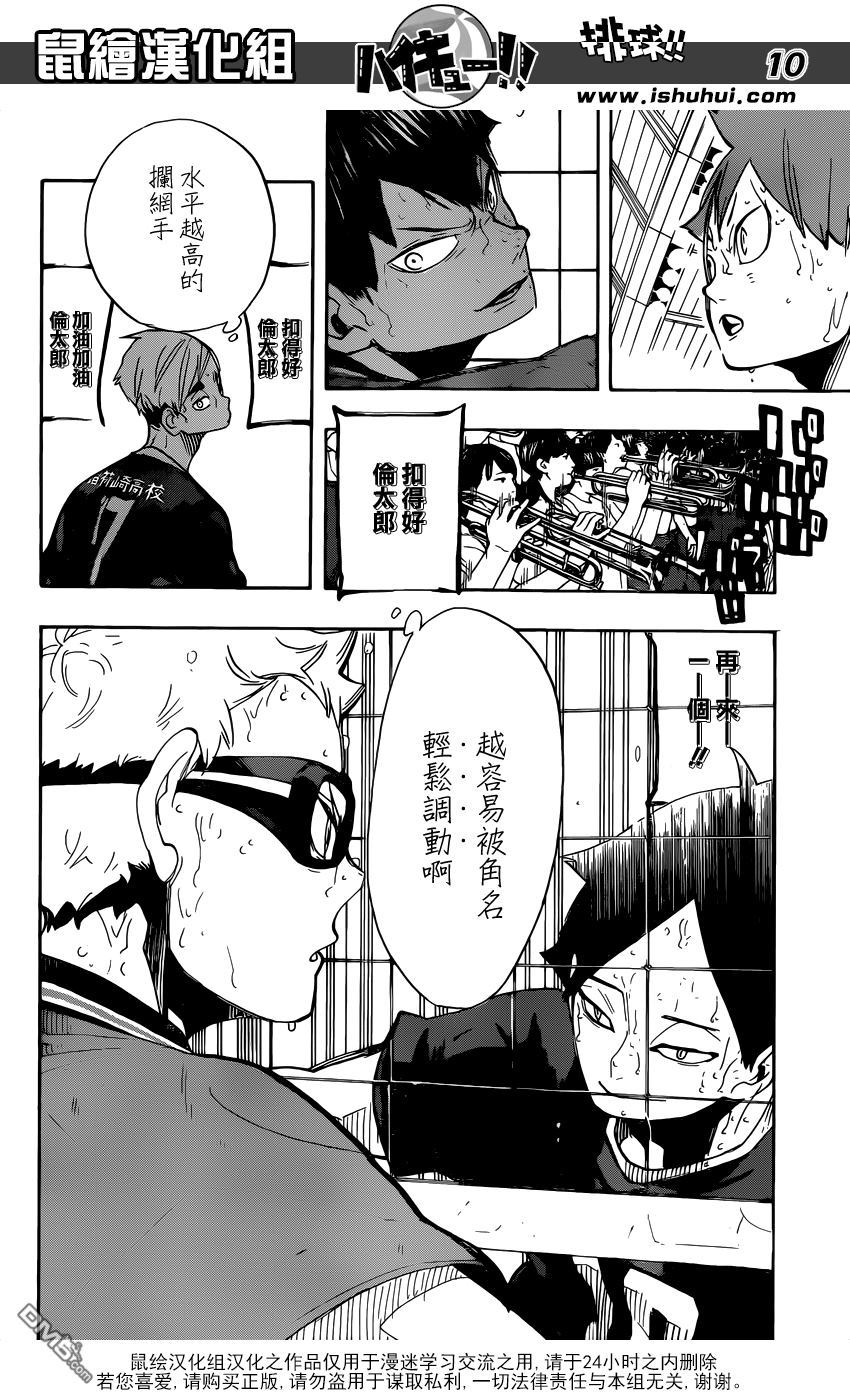 鼠繪漢化組
ハイキュー!!
排球!!
10
www.ishuhui.com
水平越高的
攔網手
扣得好
倫太郎
加油加油
倫太郎
稻荷崎高校
扣得好
倫太郎
再──來──
一──個──!!
越容易被角名
輕鬆調動啊
鼠绘汉化组汉化之作品仅用于漫迷学习交流之用,请于24小时之内删除
若您喜爱,请购买正版,请勿用于谋取私利,一切法律责任与本组无关,谢谢。